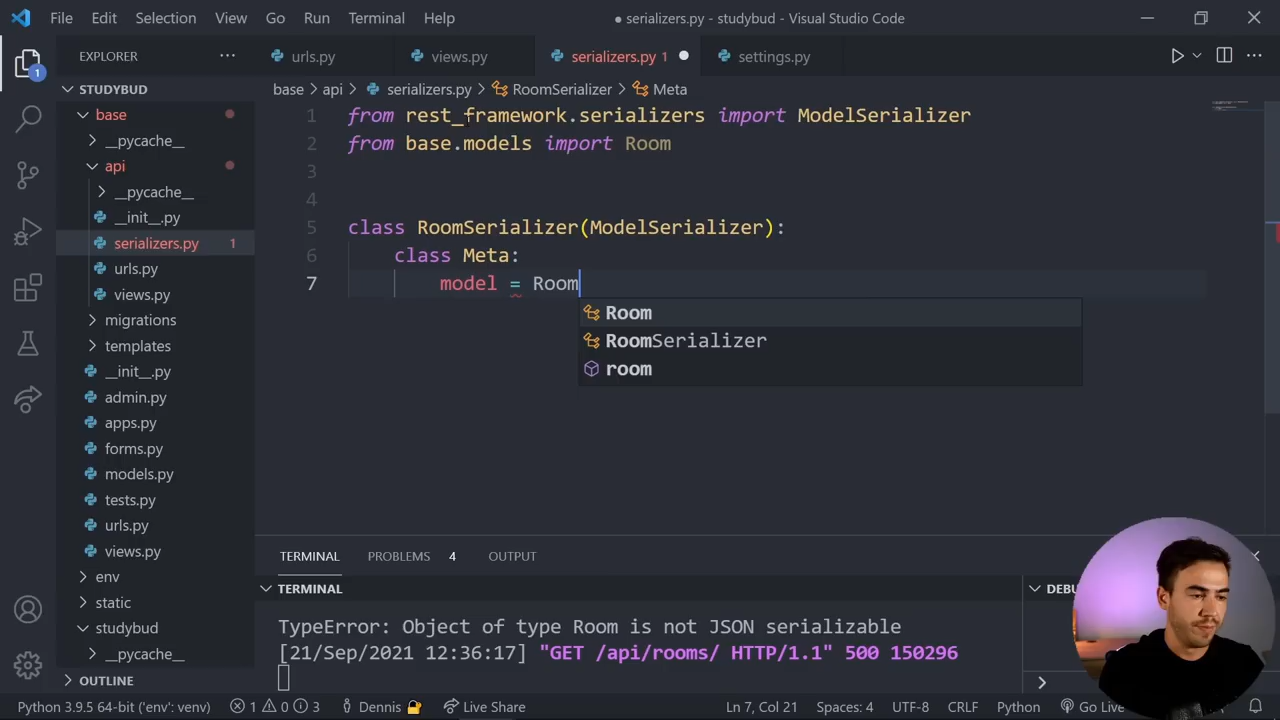 File Edit Selection View Go Run Terminal Help
● serializers.py - studybud - Visual Studio Code
EXPLORER
urls.py
views.py
serializers.py 1
settings.py
STUDYBUD
base > api > serializers.py > RoomSerializer > Meta
base
__pycache__
api
__pycache__
__init__.py
serializers.py 1
urls.py
views.py
migrations
templates
__init__.py
admin.py
apps.py
forms.py
models.py
tests.py
urls.py
views.py
env
static
studybud
__pycache__
OUTLINE
1 from rest_framework.serializers import ModelSerializer
2 from base.models import Room
3
4
5 class RoomSerializer(ModelSerializer):
6 class Meta:
7 model = Room
Room
RoomSerializer
room
TERMINAL PROBLEMS 4 OUTPUT
TERMINAL
TypeError: Object of type Room is not JSON serializable
[21/Sep/2021 12:36:17] "GET /api/rooms/ HTTP/1.1" 500 150296
1
Python 3.9.5 64-bit ('env': venv) 1 0 3 Dennis Live Share Ln 7, Col 21 Spaces: 4 UTF-8 CRLF Python Go Live